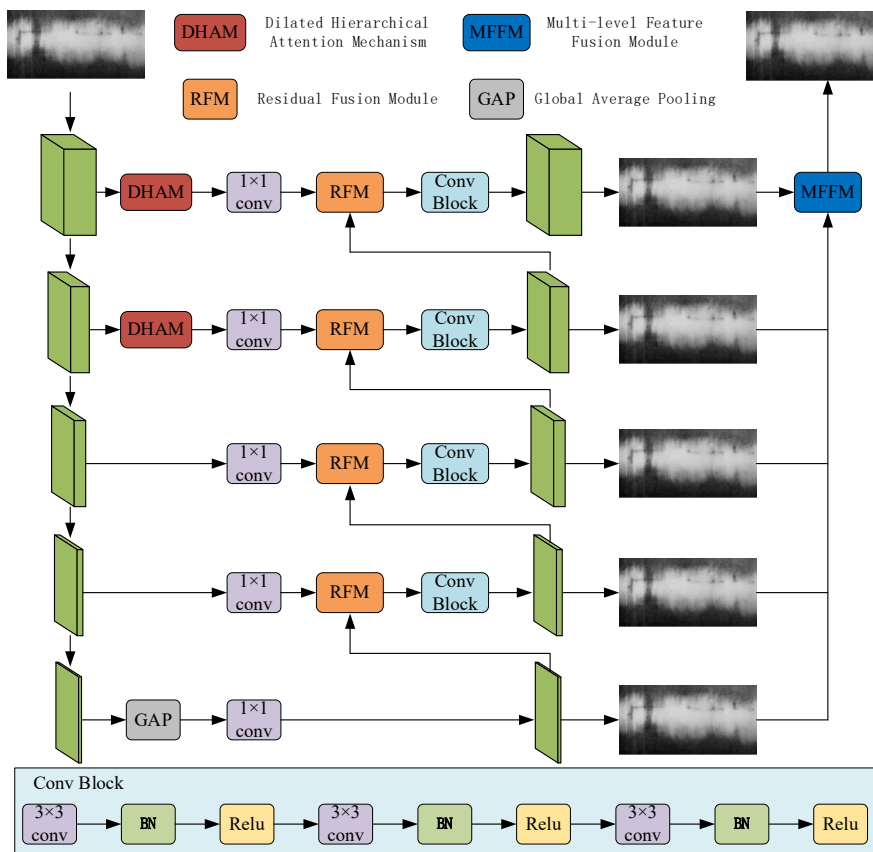 DHAM
Dilated Hierarchical
Attention Mechanism
MFFM
Multi-level Feature
Fusion Module
RFM
Residual Fusion Module
GAP
Global Average Pooling
DHAM
1×1
conv
RFM
Conv
Block
MFFM
DHAM
1×1
conv
RFM
Conv
Block
1×1
conv
RFM
Conv
Block
1×1
conv
RFM
Conv
Block
GAP
1×1
conv
Conv Block
3×3
conv
BN
Relu
3×3
conv
BN
Relu
3×3
conv
BN
Relu